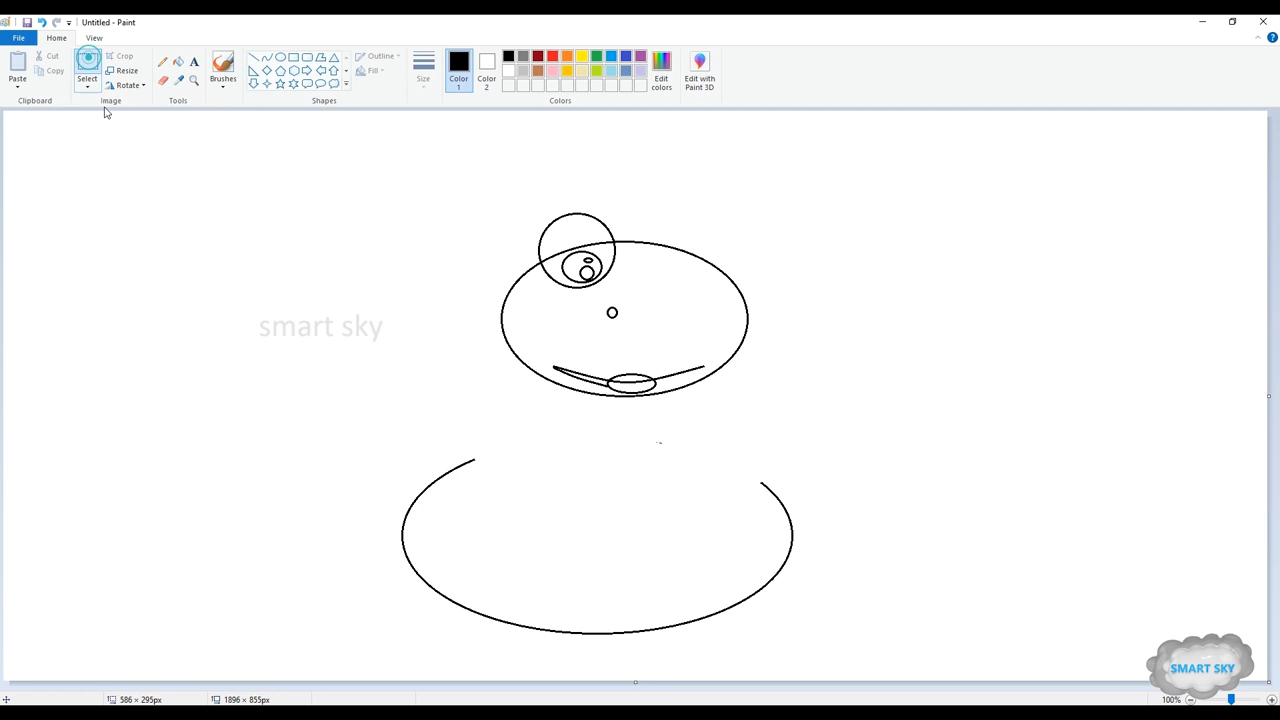 Untitled - Paint
File Home View
Paste
Cut
Copy
Clipboard
Select
Crop
Resize
Rotate
Image
A
Tools
Brushes
Outline
Fill
Shapes
Size
Color 1
Color 2
Edit colors
Colors
Edit with Paint 3D
smart sky
SMART SKY
586 × 295px
1896 × 855px
100%